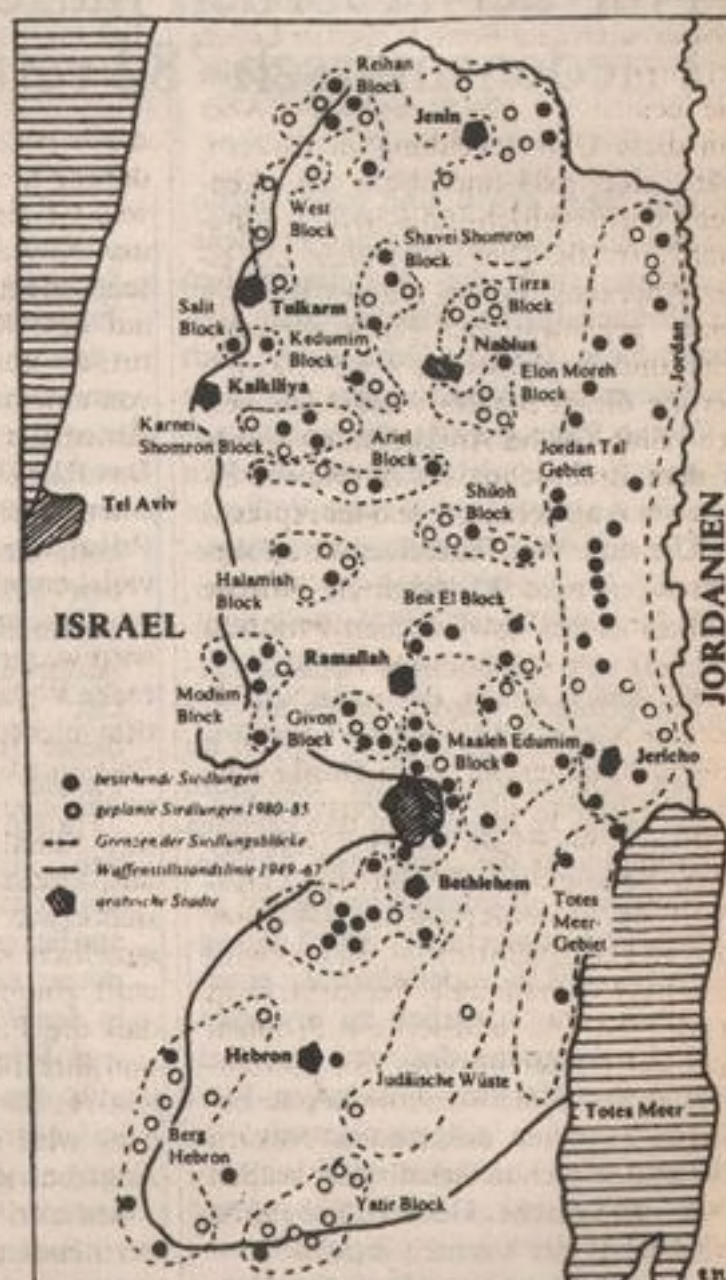 Reihan
Block
Jenin
West
Block
Shavei Shomron
Block
Tirza
Block
Tulkarm
Salit
Block
Kedumim
Block
Nablus
Elon Moreh
Block
Kalkiliya
Karnei
Shomron Block
Ariel
Block
Jordan Tal
Gebiet
Jordan
Tel Aviv
Shiloh
Block
Halamish
Block
Beit El Block
ISRAEL
JORDANIEN
Ramallah
Modiim
Block
Givon
Block
Maaleh Edumim
Block
Jericho
bestehende Siedlungen
geplante Siedlungen 1980-85
Grenzen der Siedlungsblöcke
Waffenstillstandslinie 1949-67
arabische Städte
Bethlehem
Totes
Meer-
Gebiet
Hebron
Judäische Wüste
Totes Meer
Berg
Hebron
Yatir Block